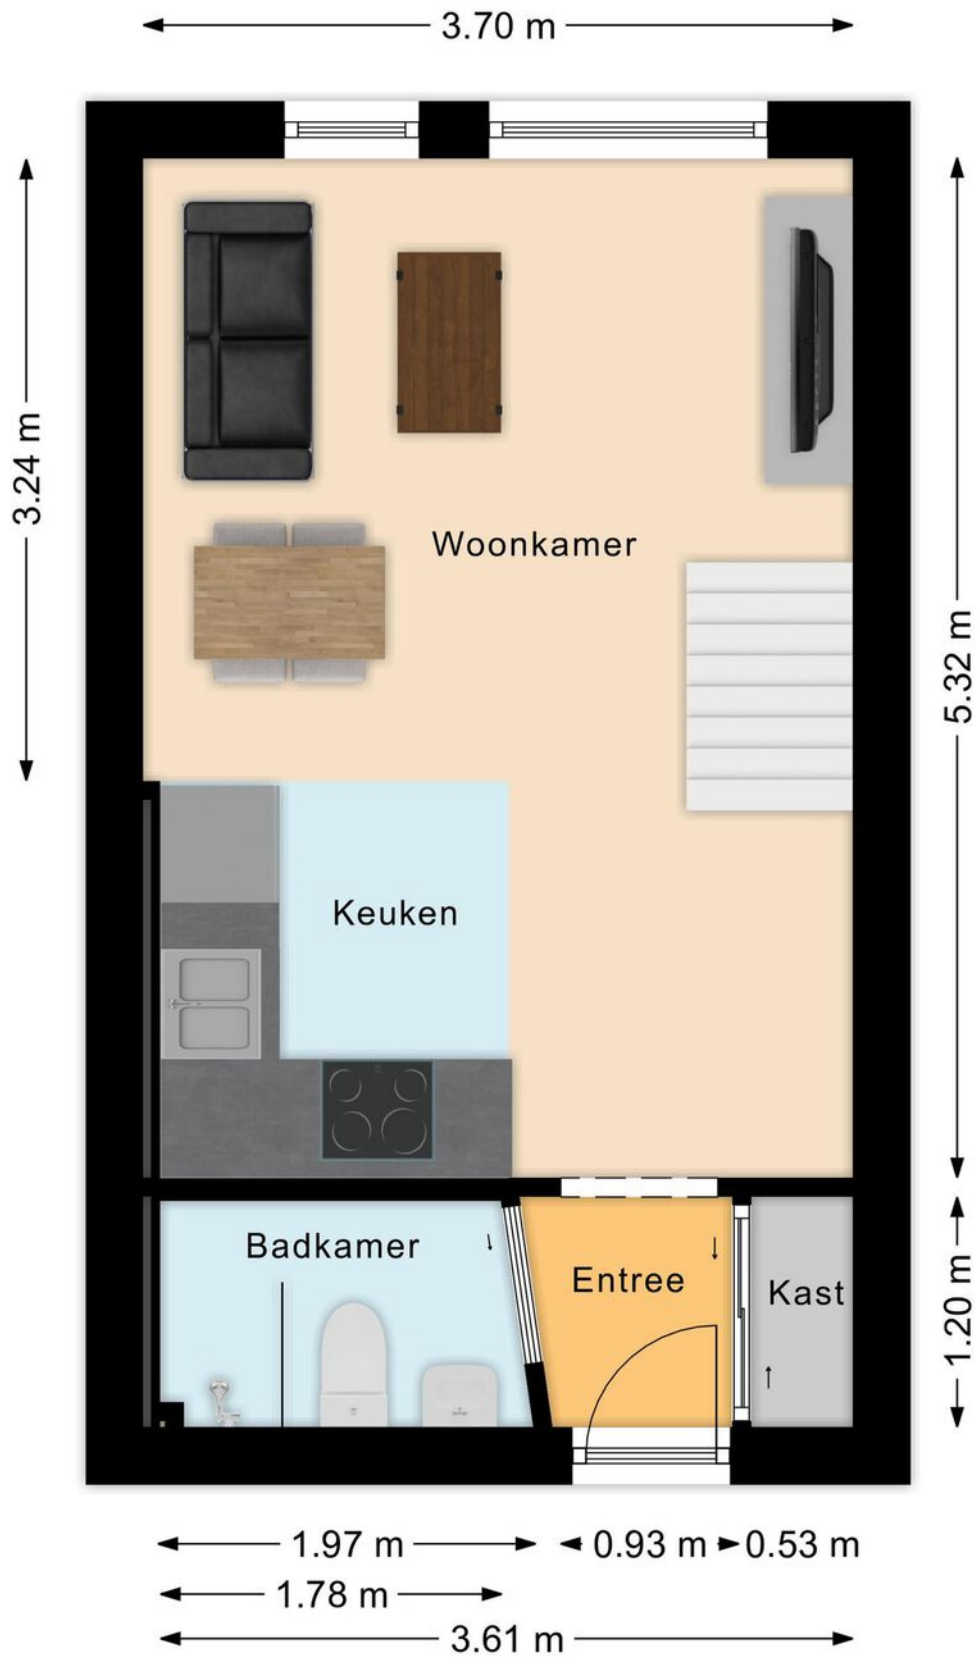 3.70 m
3.24 m
Woonkamer
5.32 m
Keuken
Badkamer
Entree
Kast
1.20 m
1.97 m
0.93 m
0.53 m
1.78 m
3.61 m